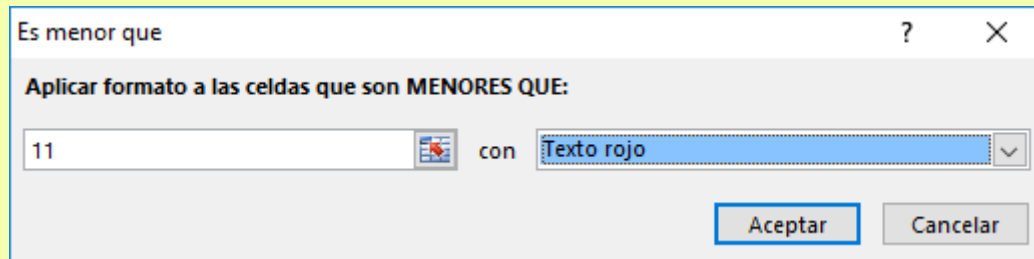 Es menor que ?
Aplicar formato a las celdas que son MENORES QUE:
11 con Texto rojo
Aceptar Cancelar